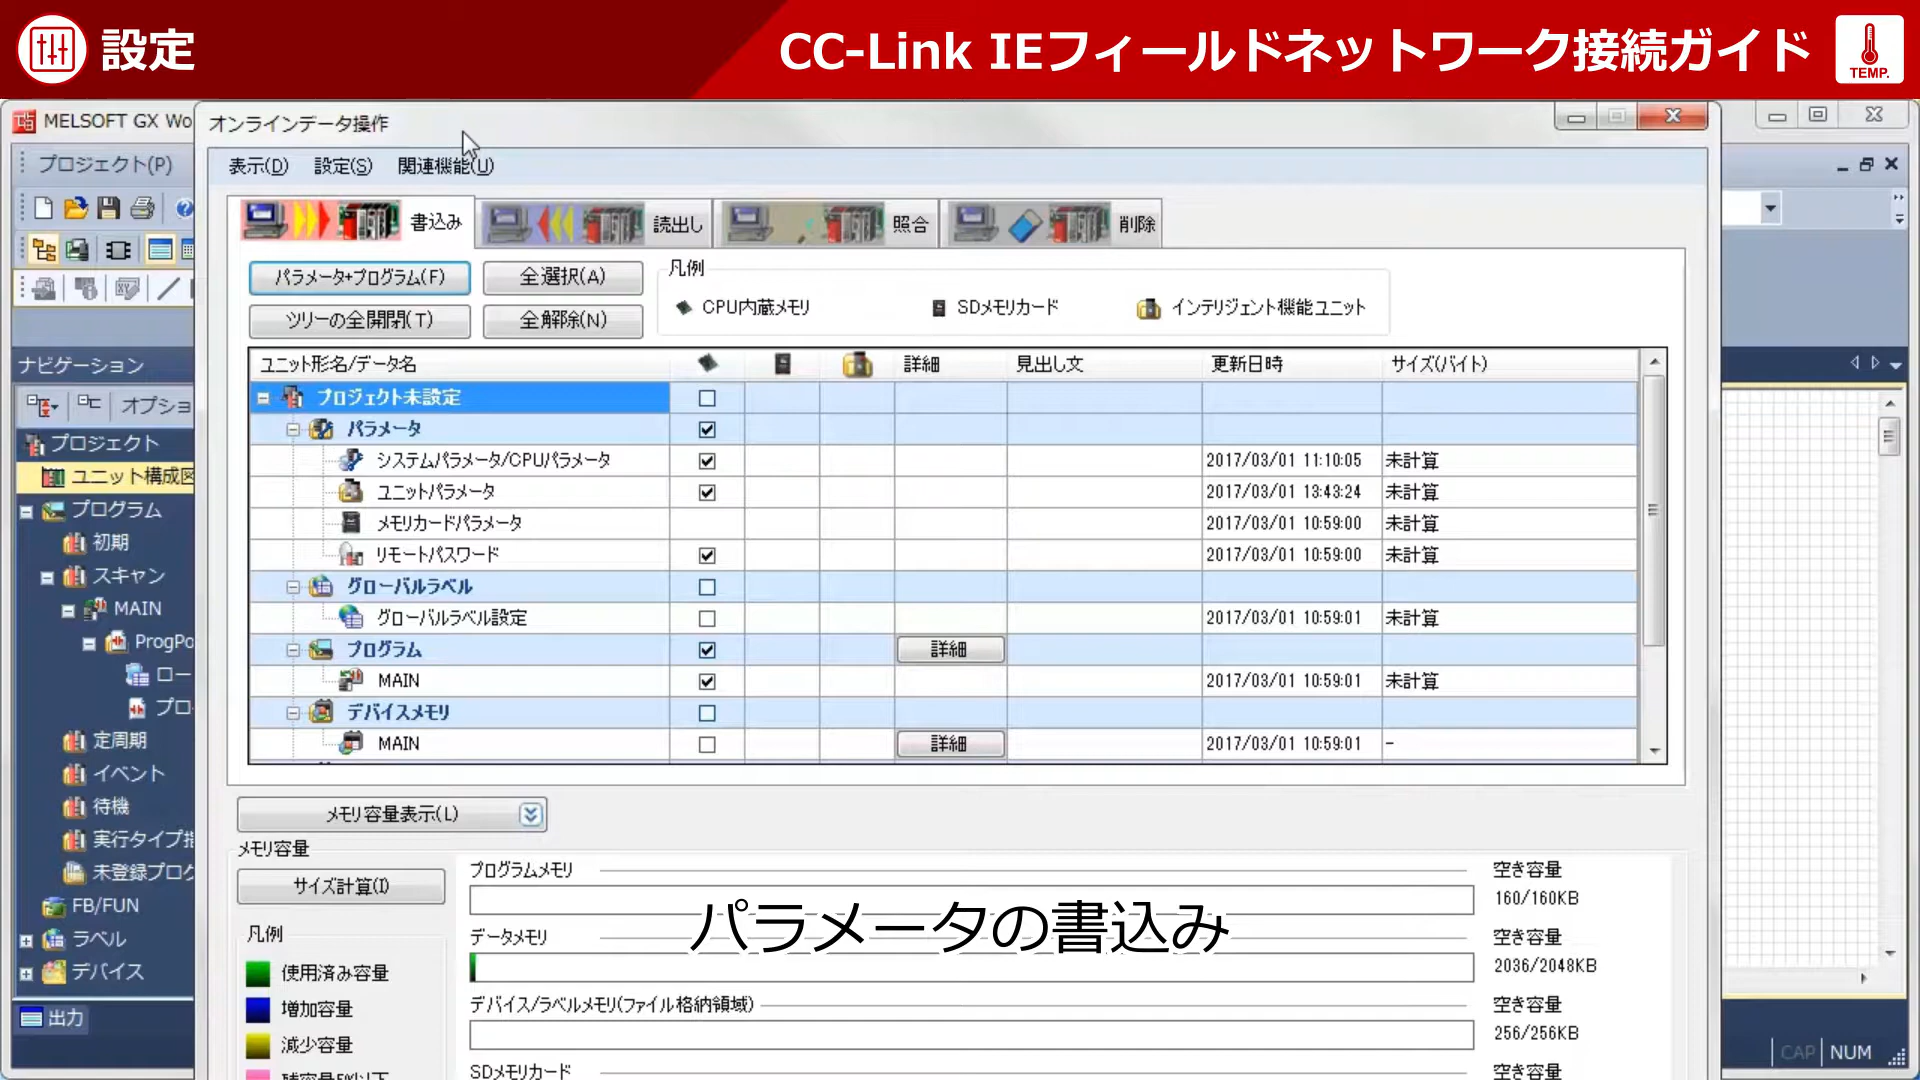 設定
CC-Link IEフィールドネットワーク接続ガイド
TEMP.
MELSOFT GX Wo
オンラインデータ操作
プロジェクト(P)
表示(D) 設定(S) 関連機能(U)
書込み 読出し 照合 削除
パラメータ+プログラム(F) 全選択(A)
ツリーの全開閉(T) 全解除(N)
凡例
CPU内蔵メモリ SDメモリカード インテリジェント機能ユニット
ナビゲーション
オプショ
プロジェクト
ユニット構成図
プログラム
初期
スキャン
MAIN
ProgPo
ロー
プロ
定周期
イベント
待機
実行タイプ指
未登録プログ
FB/FUN
ラベル
デバイス
出力
ユニット形名/データ名 詳細 見出し文 更新日時 サイズ(バイト)
プロジェクト未設定
パラメータ
システムパラメータ/CPUパラメータ 2017/03/01 11:10:05 未計算
ユニットパラメータ 2017/03/01 13:43:24 未計算
メモリカードパラメータ 2017/03/01 10:59:00 未計算
リモートパスワード 2017/03/01 10:59:00 未計算
グローバルラベル
グローバルラベル設定 2017/03/01 10:59:01 未計算
プログラム 詳細
MAIN 2017/03/01 10:59:01 未計算
デバイスメモリ
MAIN 詳細 2017/03/01 10:59:01 -
メモリ容量表示(L)
メモリ容量
サイズ計算(I)
凡例
使用済み容量
増加容量
減少容量
プログラムメモリ 空き容量
160/160KB
データメモリ 空き容量
2036/2048KB
デバイス/ラベルメモリ(ファイル格納領域) 空き容量
256/256KB
SDメモリカード 空き容量
パラメータの書込み
CAP NUM